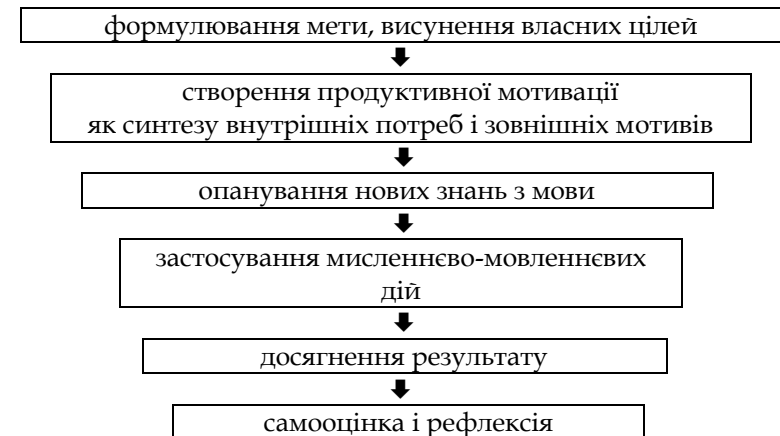 формулювання мети, висунення власних цілей
створення продуктивної мотивації
як синтезу внутрішніх потреб і зовнішніх мотивів
опанування нових знань з мови
застосування мисленнєво-мовленнєвих
дій
досягнення результату
самооцінка і рефлексія